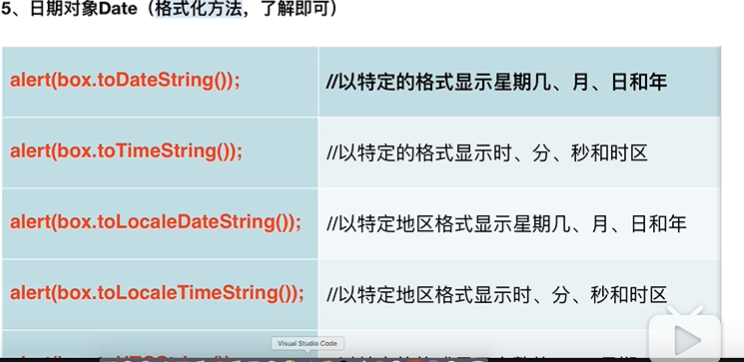 5、日期对象Date（格式化方法，了解即可）
alert(box.toDateString()); //以特定的格式显示星期几、月、日和年
alert(box.toTimeString()); //以特定的格式显示时、分、秒和时区
alert(box.toLocaleDateString()); //以特定地区格式显示星期几、月、日和年
alert(box.toLocaleTimeString()); //以特定地区格式显示时、分、秒和时区
Visual Studio Code